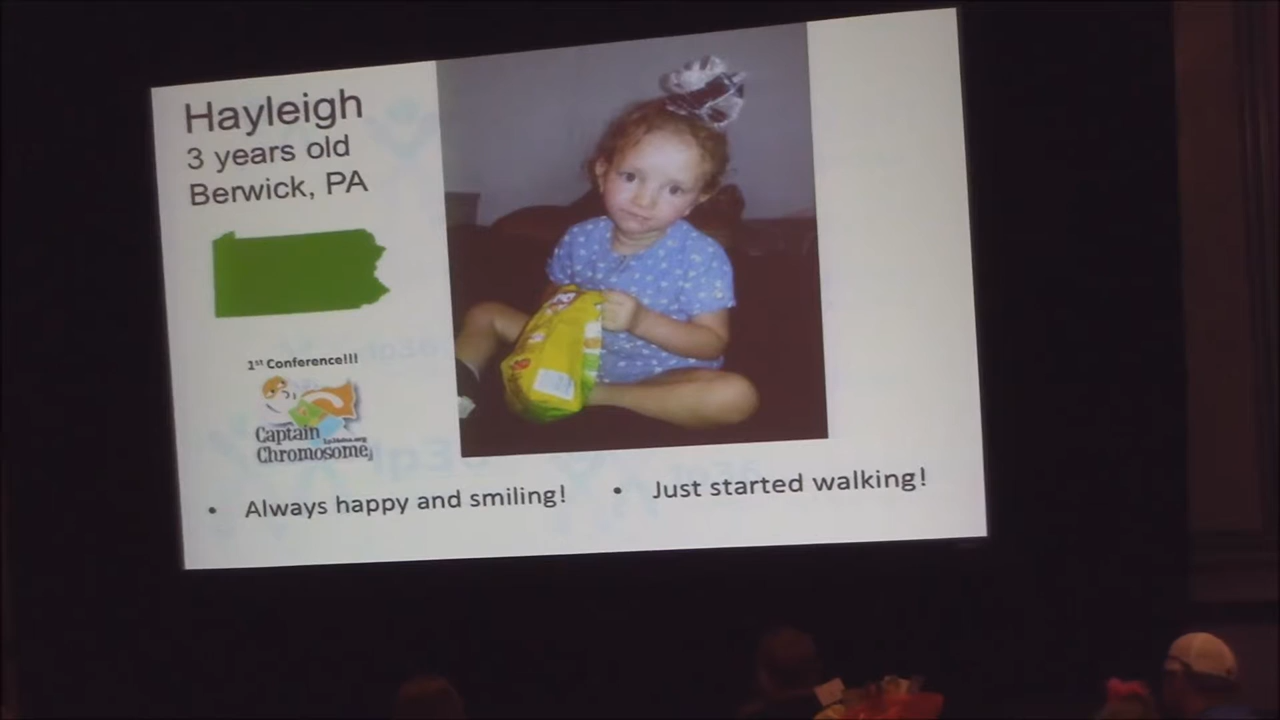 Hayleigh
3 years old
Berwick, PA
1st Conference!!!
Captain
Chromosome
• Always happy and smiling!
• Just started walking!